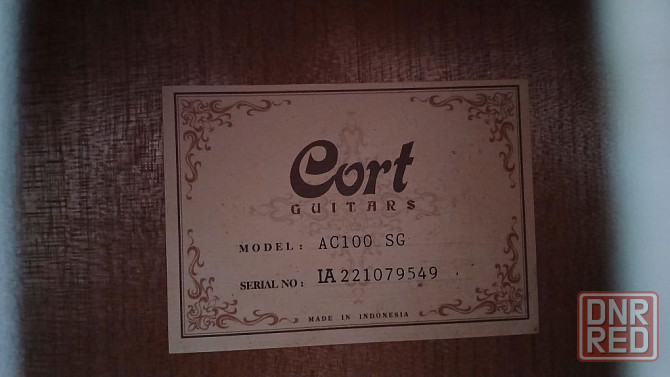 Cort
GUITARS
MODEL: AC100 SG
SERIAL NO: IA 221079549
MADE IN INDONESIA
DNR
RED